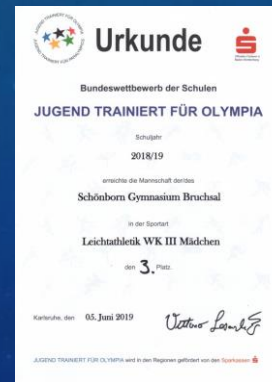 Urkunde
Bundeswettbewerb der Schulen
JUGEND TRAINIERT FÜR OLYMPIA
Schuljahr
2018/19
erreichte die Mannschaft der/des
Schönborn Gymnasium Bruchsal
in der Sportart
Leichtathletik WK III Mädchen
den 3. Platz
Karlsruhe, den 05. Juni 2019
JUGEND TRAINIERT FÜR OLYMPIA wird in den Regionen gefördert von den Sparkassen